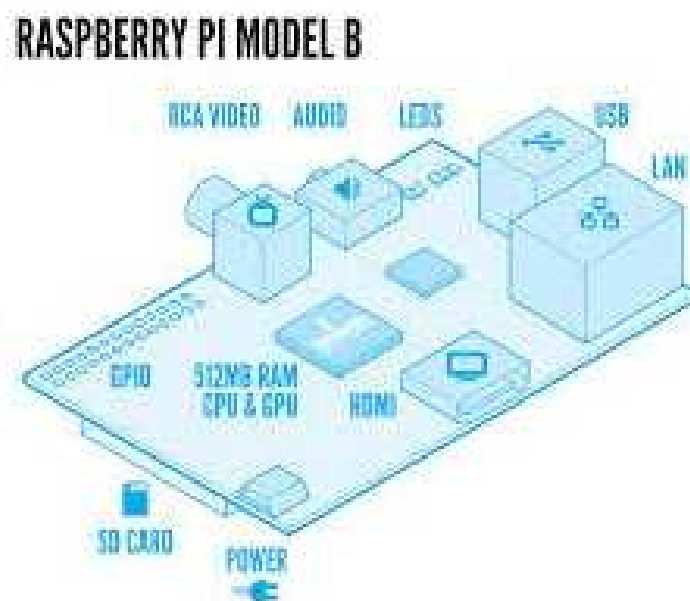 RASPBERRY PI MODEL B
RCA VIDEO
AUDIO
LEDS
USB
LAN
GPIO
512MB RAM
CPU & GPU
HDMI
SD CARD
POWER